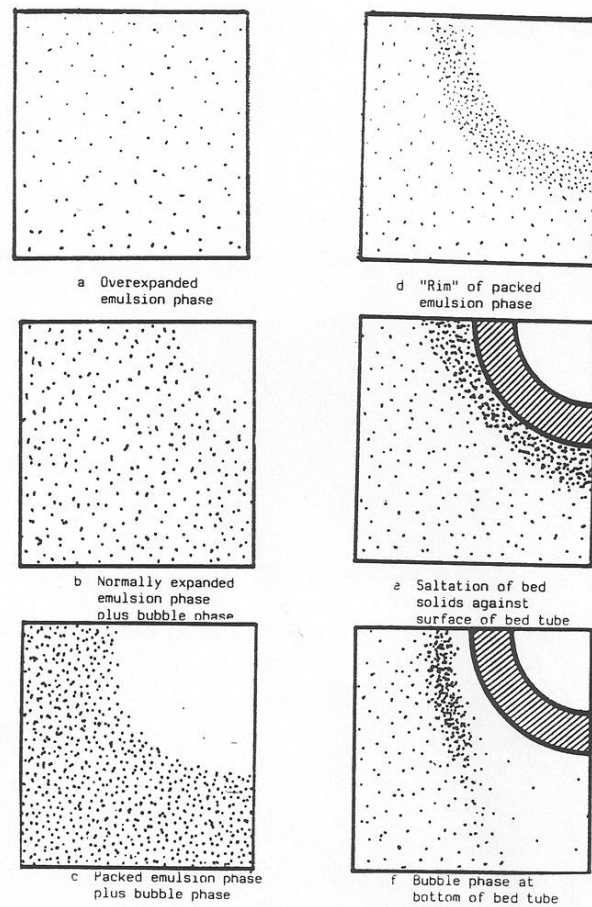 a Overexpanded
emulsion phase
b Normally expanded
emulsion phase
plus bubble phase
c Packed emulsion phase
plus bubble phase
d "Rim" of packed
emulsion phase
e Saltation of bed
solids against
surface of bed tube
f Bubble phase at
bottom of bed tube